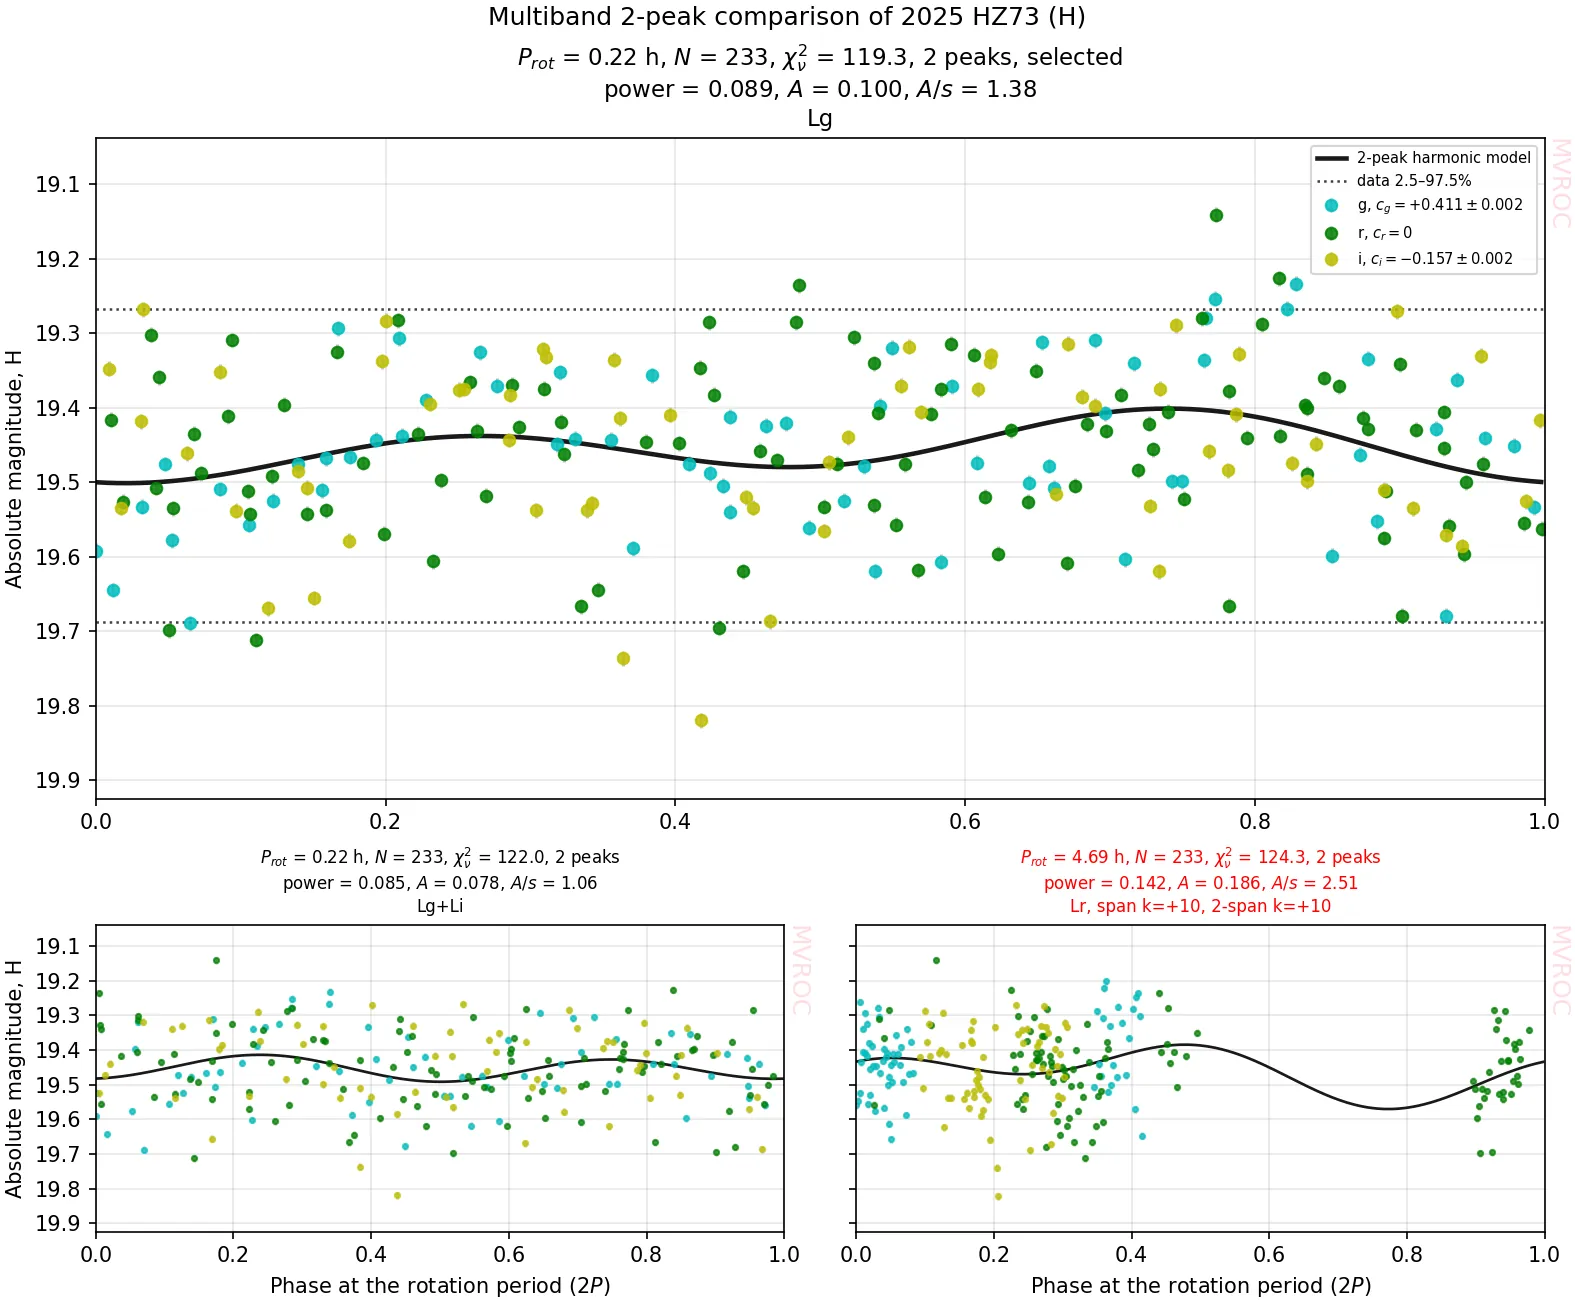 Multiband 2-peak comparison of 2025 HZ73 (H)
P_rot = 0.22 h, N = 233, χ²_ν = 119.3, 2 peaks, selected
power = 0.089, A = 0.100, A/s = 1.38
Lg
2-peak harmonic model
data 2.5–97.5%
g, c_g = +0.411 ± 0.002
r, c_r = 0
i, c_i = −0.157 ± 0.002
MVROC
Absolute magnitude, H
19.1
19.2
19.3
19.4
19.5
19.6
19.7
19.8
19.9
0.0 0.2 0.4 0.6 0.8 1.0
P_rot = 0.22 h, N = 233, χ²_ν = 122.0, 2 peaks
power = 0.085, A = 0.078, A/s = 1.06
Lg+Li
MVROC
Absolute magnitude, H
19.1
19.2
19.3
19.4
19.5
19.6
19.7
19.8
19.9
0.0 0.2 0.4 0.6 0.8 1.0
Phase at the rotation period (2P)
P_rot = 4.69 h, N = 233, χ²_ν = 124.3, 2 peaks
power = 0.142, A = 0.186, A/s = 2.51
Lr, span k=+10, 2-span k=+10
MVROC
0.0 0.2 0.4 0.6 0.8 1.0
Phase at the rotation period (2P)